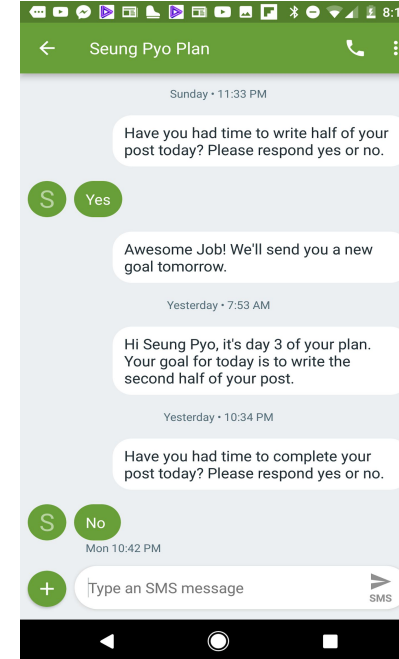 8:1
Seung Pyo Plan
Sunday • 11:33 PM
Have you had time to write half of your
post today? Please respond yes or no.
S
Yes
Awesome Job! We'll send you a new
goal tomorrow.
Yesterday • 7:53 AM
Hi Seung Pyo, it's day 3 of your plan.
Your goal for today is to write the
second half of your post.
Yesterday • 10:34 PM
Have you had time to complete your
post today? Please respond yes or no.
S
No
Mon 10:42 PM
Type an SMS message
SMS